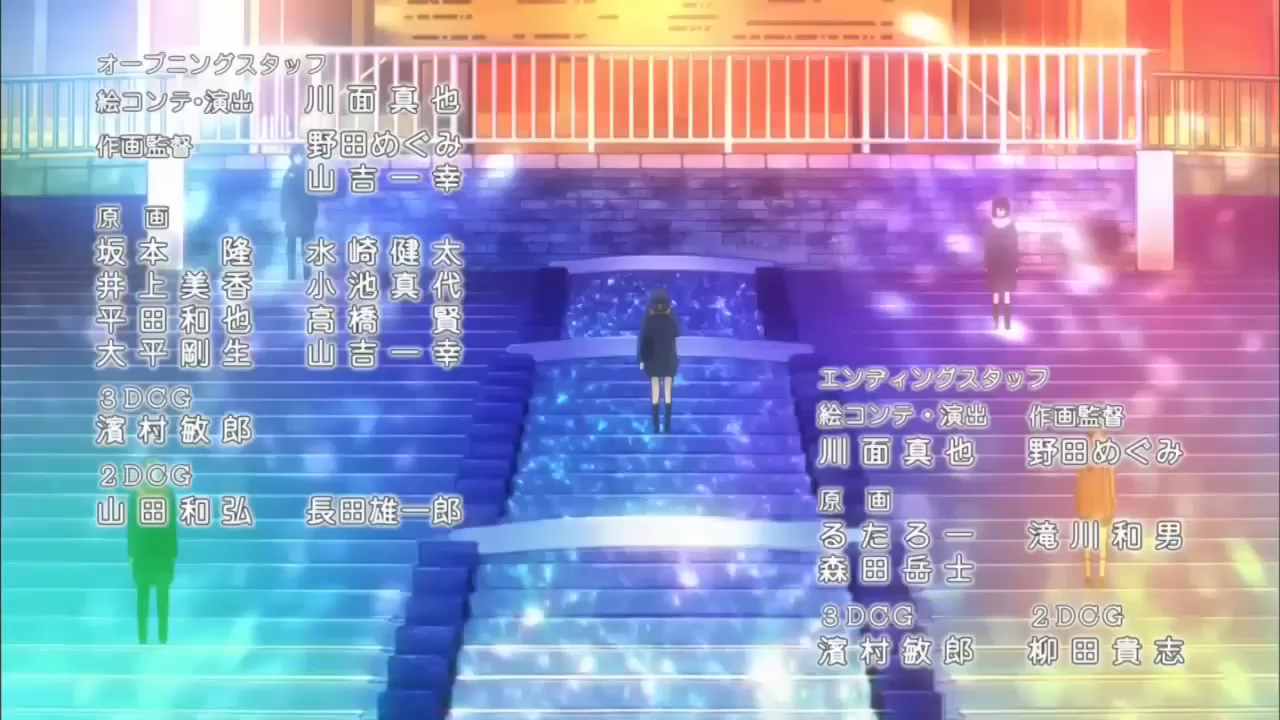 オープニングスタッフ
絵コンテ・演出 川面真也
作画監督 野田めぐみ
山吉一幸
原画
坂本 隆 水崎健太
井上美香 小池真代
平田和也 高橋 賢
大平剛生 山吉一幸
3DCG
濱村敏郎
2DCG
山田和弘 長田雄一郎
エンディングスタッフ
絵コンテ・演出 作画監督
川面真也 野田めぐみ
原画
るたろー 滝川和男
森田岳士
3DCG 2DCG
濱村敏郎 柳田貴志